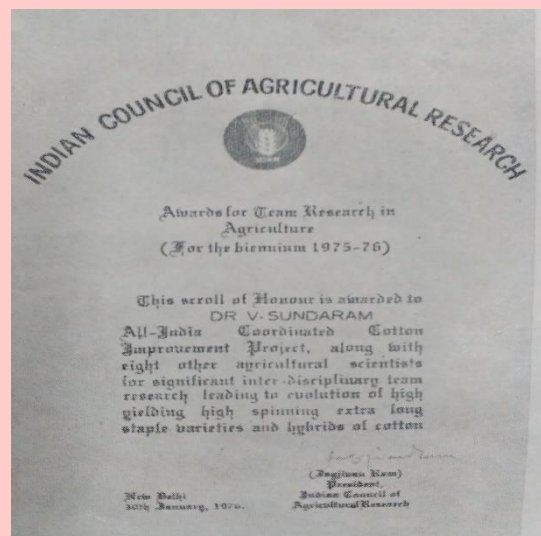 INDIAN COUNCIL OF AGRICULTURAL RESEARCH
Awards for Team Research in
Agriculture
(For the biennium 1975-76)
This scroll of Honour is awarded to
DR V. SUNDARAM
All-India Coordinated Cotton
Improvement Project, along with
eight other agricultural scientists
for significant inter-disciplinary team
research leading to evolution of high
yielding high spinning extra long
staple varieties and hybrids of cotton
(Jagjivan Ram)
President,
New Delhi Indian Council of
30th January, 1976. Agricultural Research